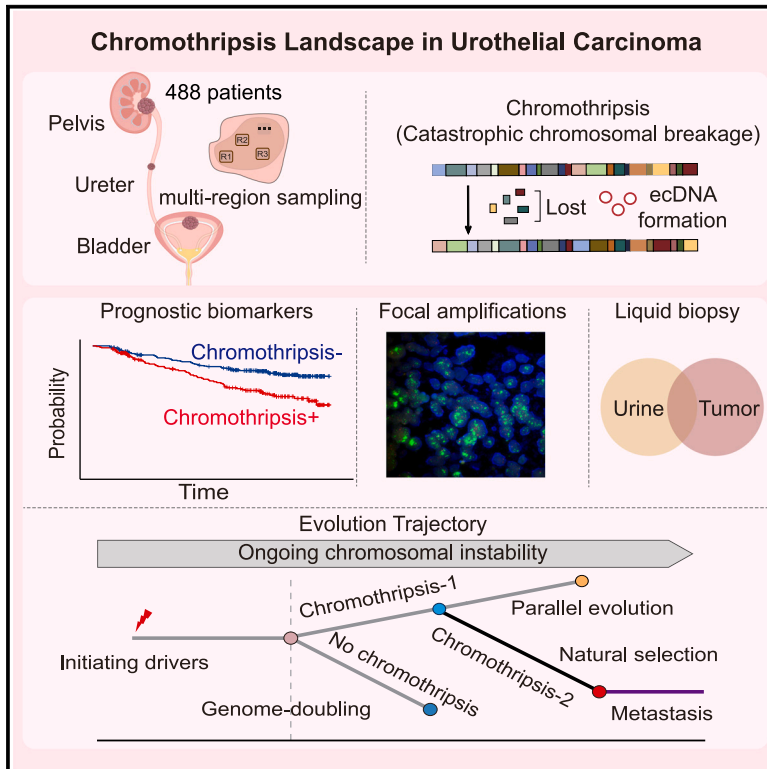 Chromothripsis Landscape in Urothelial Carcinoma
488 patients
Pelvis
R2
R1
R3
Ureter
multi-region sampling
Bladder
Chromothripsis
(Catastrophic chromosomal breakage)
Lost
ecDNA
formation
Prognostic biomarkers
Chromothripsis-
Chromothripsis+
Probability
Time
Focal amplifications
Liquid biopsy
Urine
Tumor
Evolution Trajectory
Ongoing chromosomal instability
Chromothripsis-1
Parallel evolution
Initiating drivers
No chromothripsis
Chromothripsis-2
Natural selection
Genome-doubling
Metastasis